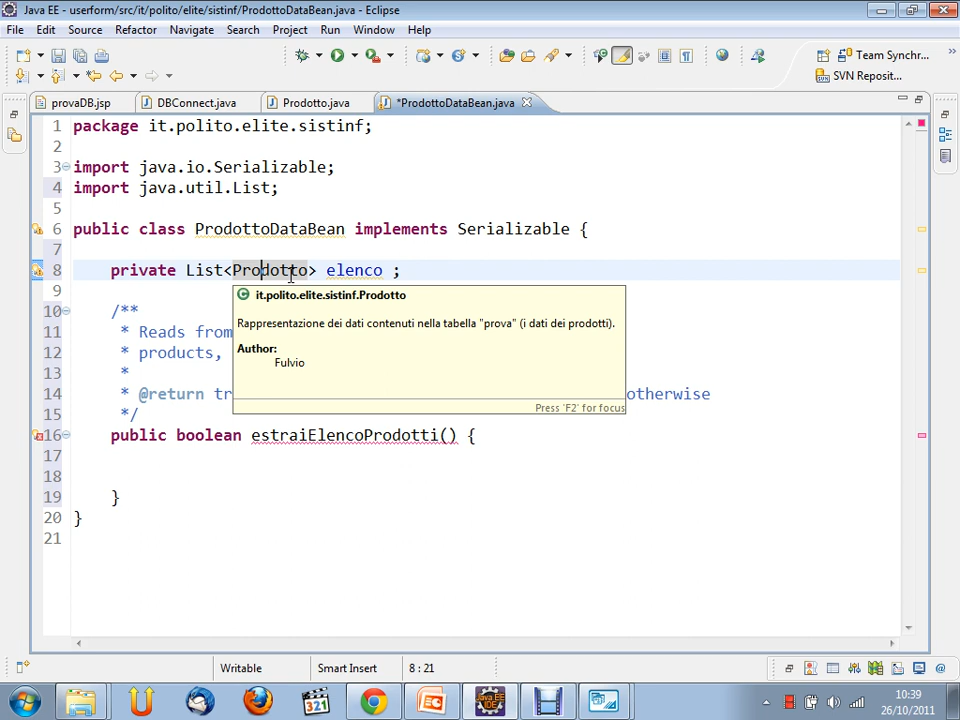 Java EE - userform/src/it/polito/elite/sistinf/ProdottoDataBean.java - Eclipse
File Edit Source Refactor Navigate Search Project Run Window Help
Team Synchr...
SVN Reposit...
provaDB.jsp DBConnect.java Prodotto.java *ProdottoDataBean.java
1 package it.polito.elite.sistinf;
2
3 import java.io.Serializable;
4 import java.util.List;
5
6 public class ProdottoDataBean implements Serializable {
7
8 private List<Prodotto> elenco ;
9
it.polito.elite.sistinf.Prodotto
Rappresentazione dei dati contenuti nella tabella "prova" (i dati dei prodotti).
Author:
Fulvio
Press 'F2' for focus
10 /**
11 * Reads from
12 * products,
13 *
14 * @return tr otherwise
15 */
16 public boolean estraiElencoProdotti() {
17
18
19 }
20 }
21
Writable Smart Insert 8 : 21
321
Java EE
IDE
10:39
26/10/2011